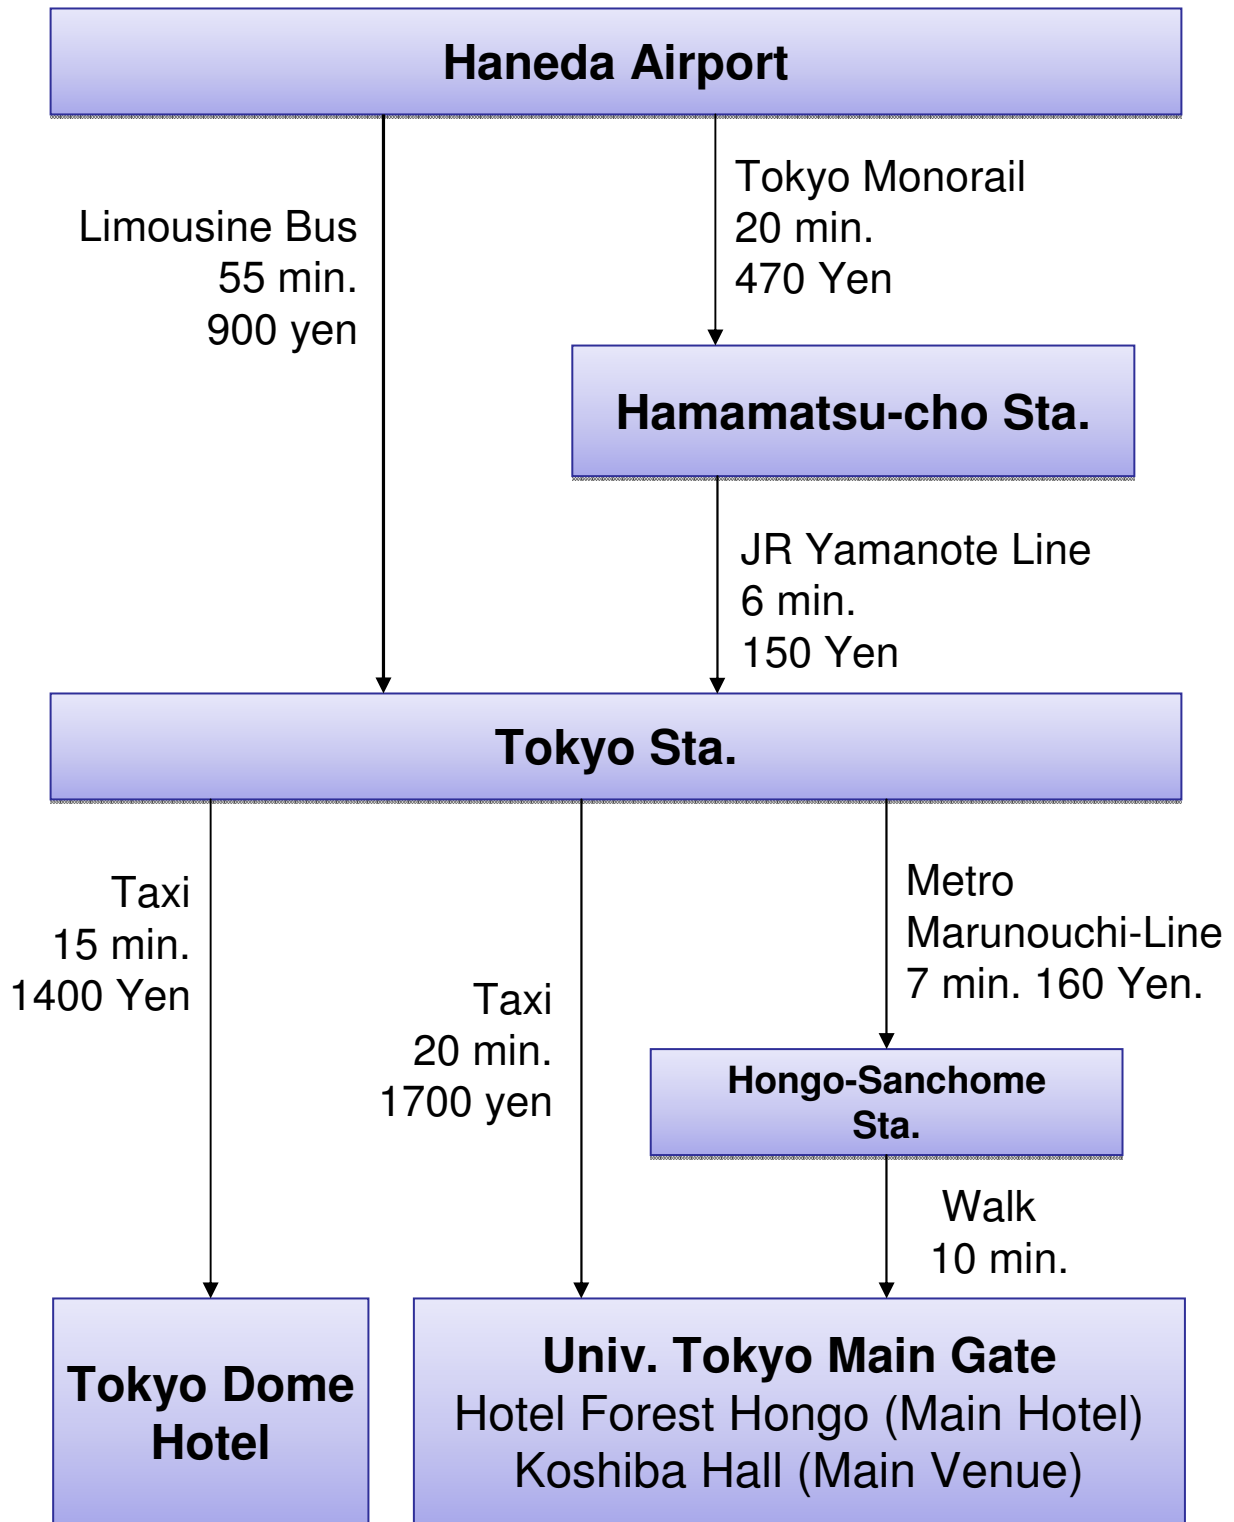 Haneda Airport
Limousine Bus
55 min.
900 yen
Tokyo Monorail
20 min.
470 Yen
Hamamatsu-cho Sta.
JR Yamanote Line
6 min.
150 Yen
Tokyo Sta.
Taxi
15 min.
1400 Yen
Taxi
20 min.
1700 yen
Metro
Marunouchi-Line
7 min. 160 Yen.
Hongo-Sanchome
Sta.
Walk
10 min.
Tokyo Dome
Hotel
Univ. Tokyo Main Gate
Hotel Forest Hongo (Main Hotel)
Koshiba Hall (Main Venue)